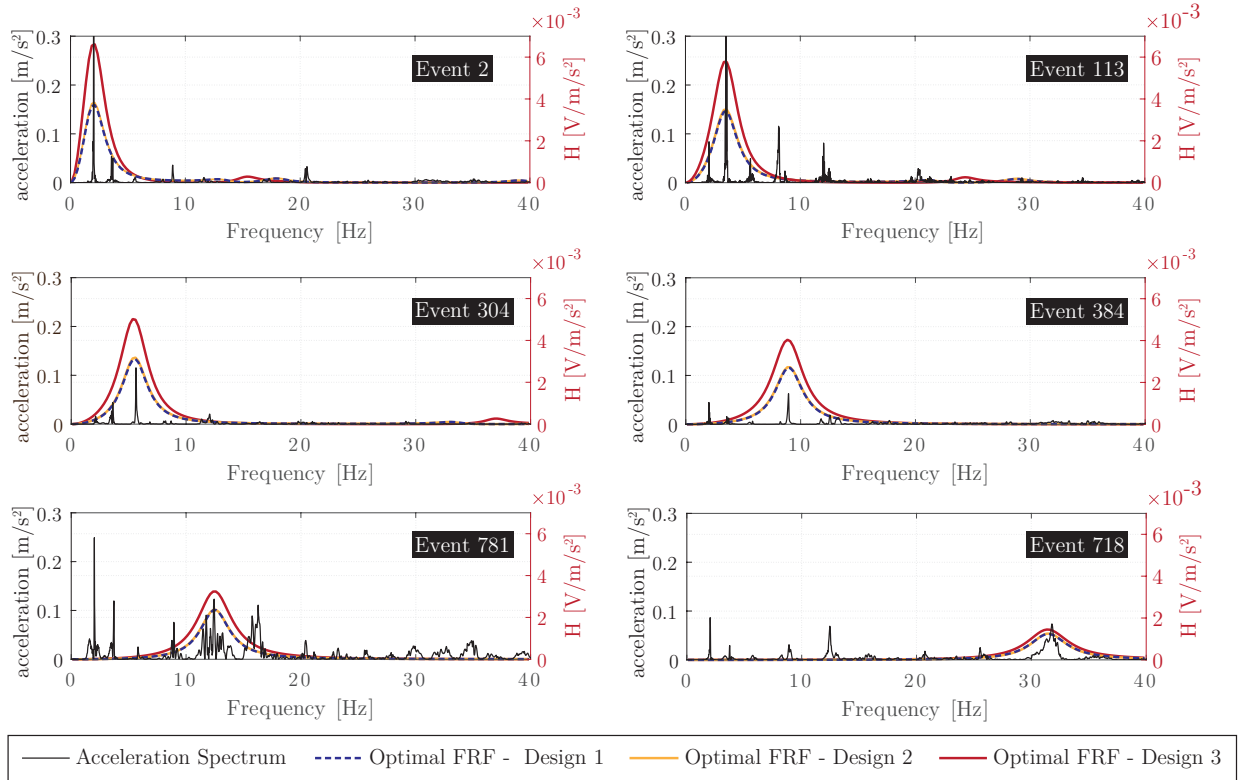 ×10⁻³
×10⁻³
acceleration [m/s²]
0.3
0.2
0.1
0
Event 2
6
4
2
0
H [V/m/s²]
0 10 20 30 40
Frequency [Hz]
acceleration [m/s²]
0.3
0.2
0.1
0
Event 113
6
4
2
0
H [V/m/s²]
0 10 20 30 40
Frequency [Hz]
×10⁻³
×10⁻³
acceleration [m/s²]
0.3
0.2
0.1
0
Event 304
6
4
2
0
H [V/m/s²]
0 10 20 30 40
Frequency [Hz]
acceleration [m/s²]
0.3
0.2
0.1
0
Event 384
6
4
2
0
H [V/m/s²]
0 10 20 30 40
Frequency [Hz]
×10⁻³
×10⁻³
acceleration [m/s²]
0.3
0.2
0.1
0
Event 781
6
4
2
0
H [V/m/s²]
0 10 20 30 40
Frequency [Hz]
acceleration [m/s²]
0.3
0.2
0.1
0
Event 718
6
4
2
0
H [V/m/s²]
0 10 20 30 40
Frequency [Hz]
Acceleration Spectrum Optimal FRF - Design 1 Optimal FRF - Design 2 Optimal FRF - Design 3